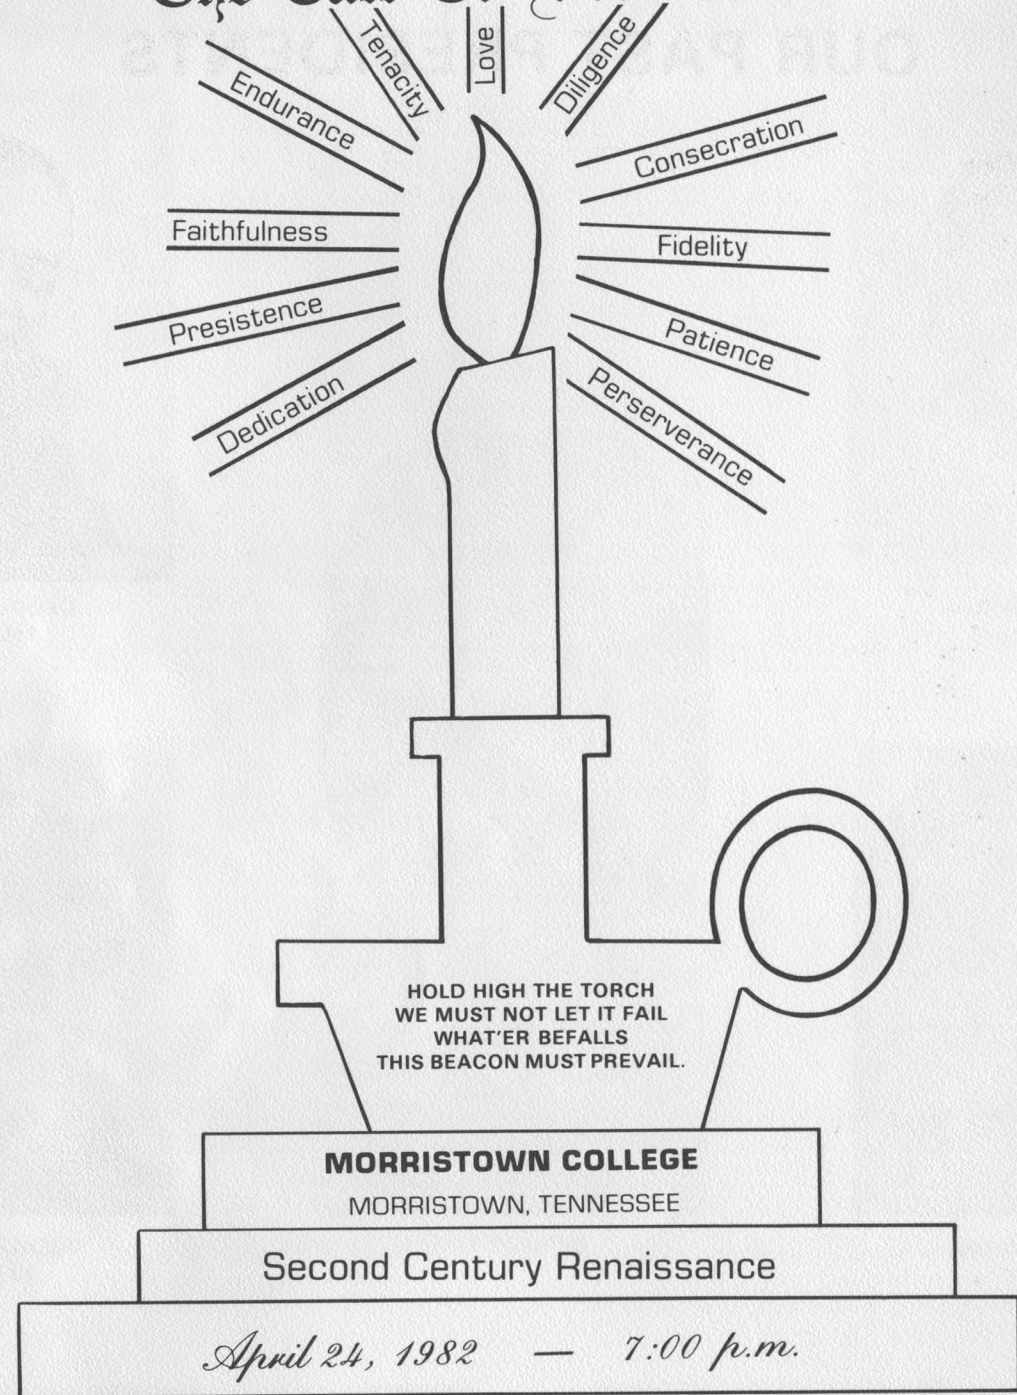 Tenacity
Love
Diligence
Endurance
Consecration
Faithfulness
Fidelity
Presistence
Patience
Dedication
Perserverance
HOLD HIGH THE TORCH
WE MUST NOT LET IT FAIL
WHAT'ER BEFALLS
THIS BEACON MUST PREVAIL.
MORRISTOWN COLLEGE
MORRISTOWN, TENNESSEE
Second Century Renaissance
April 24, 1982 — 7:00 p.m.